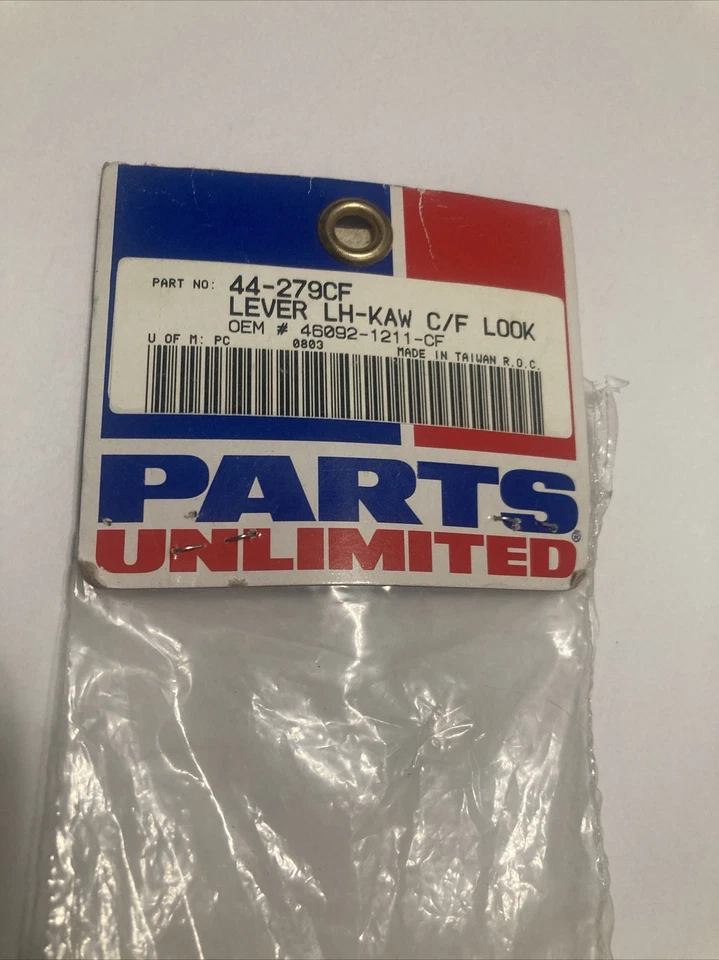 PART NO: 44-279CF
LEVER LH-KAW C/F LOOK
OEM # 46092-1211-CF
U OF M: PC 0803 MADE IN TAIWAN R.O.C.
PARTS
UNLIMITED®